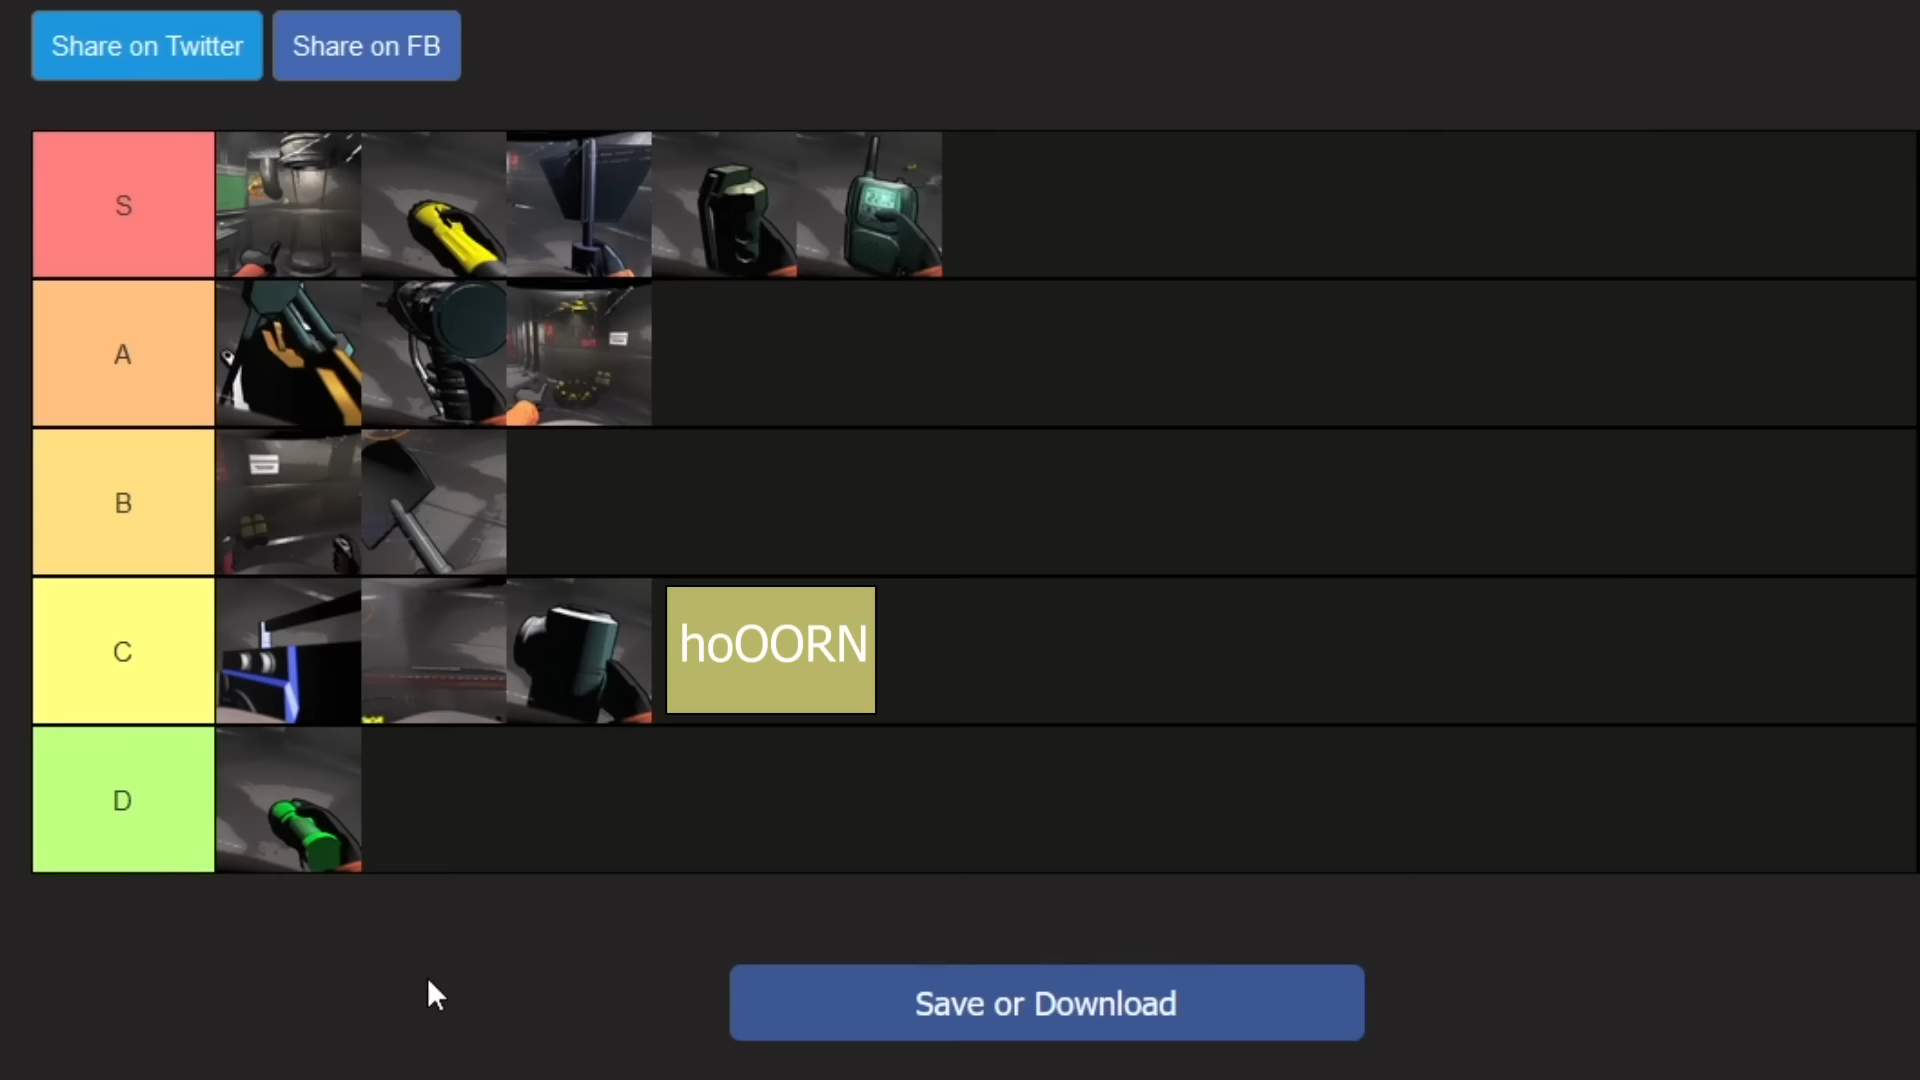 Share on Twitter
Share on FB
S
A
B
C
hoOORN
D
Save or Download